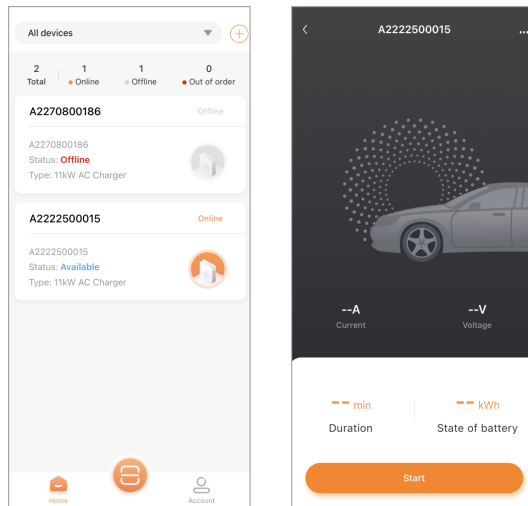 All devices
2 1 1 0
Total Online Offline Out of order
A2270800186 Offline
A2270800186
Status: Offline
Type: 11kW AC Charger
A2222500015 Online
A2222500015
Status: Available
Type: 11kW AC Charger
Home Account
A2222500015 ...
--A --V
Current Voltage
-- min -- kWh
Duration State of battery
Start